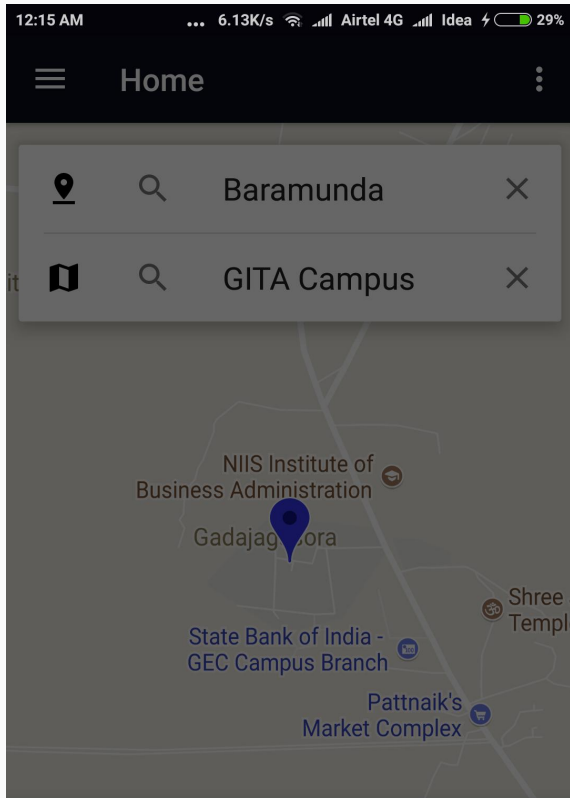 12:15 AM ... 6.13K/s Airtel 4G Idea 29%
Home
Baramunda
it
GITA Campus
NIIS Institute of
Business Administration
Shree
Templ
State Bank of India -
GEC Campus Branch
Pattnaik's
Market Complex